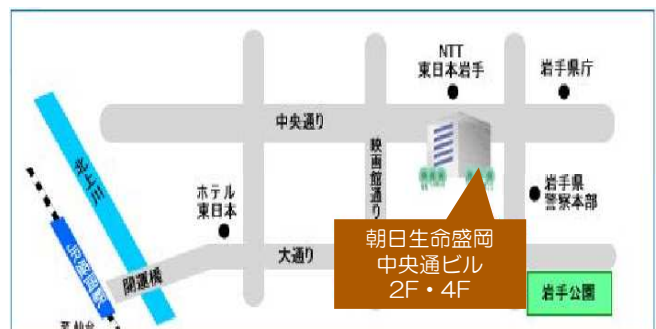 NTT
東日本岩手
岩手県庁
中央通り
北上川
映画館通り
ホテル
東日本
岩手県
警察本部
朝日生命盛岡
中央通ビル
2F・4F
大通り
開運橋
岩手公園